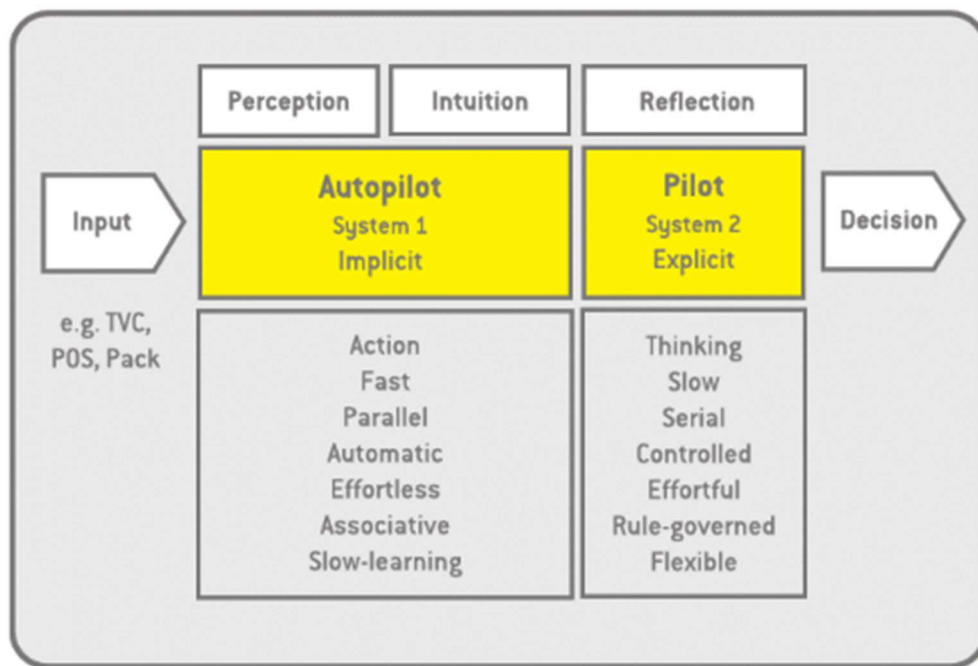 Perception
Intuition
Reflection
Input
Autopilot
System 1
Implicit
Pilot
System 2
Explicit
Decision
e.g. TVC,
POS, Pack
Action
Fast
Parallel
Automatic
Effortless
Associative
Slow-learning
Thinking
Slow
Serial
Controlled
Effortful
Rule-governed
Flexible